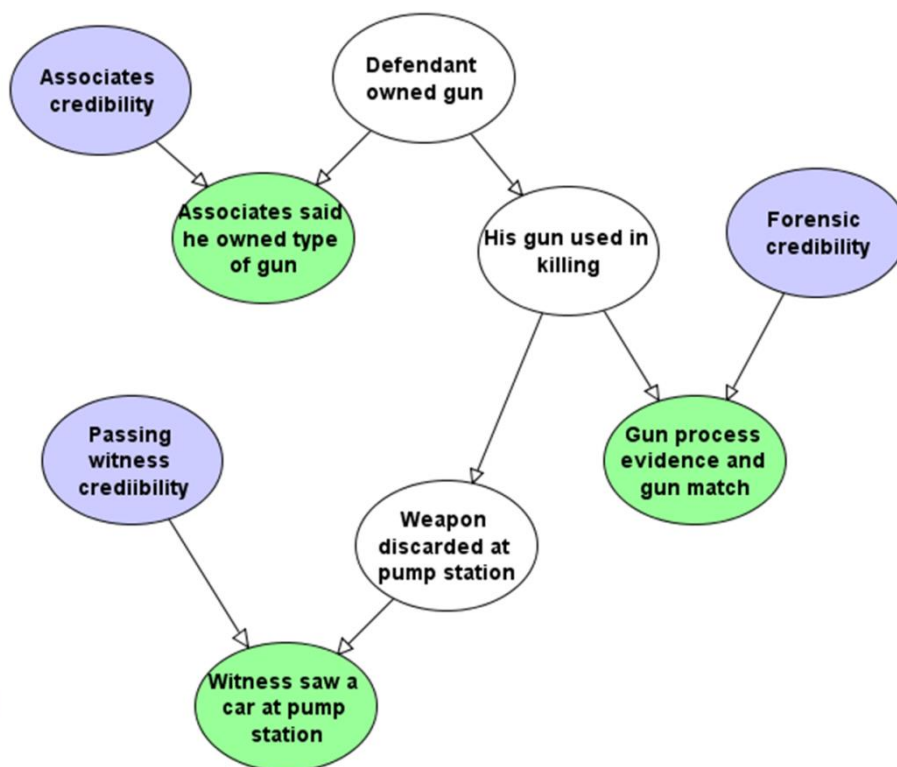 Associates
credibility
Defendant
owned gun
Associates said
he owned type
of gun
His gun used in
killing
Forensic
credibility
Passing
witness
crediibility
Gun process
evidence and
gun match
Weapon
discarded at
pump station
Witness saw a
car at pump
station